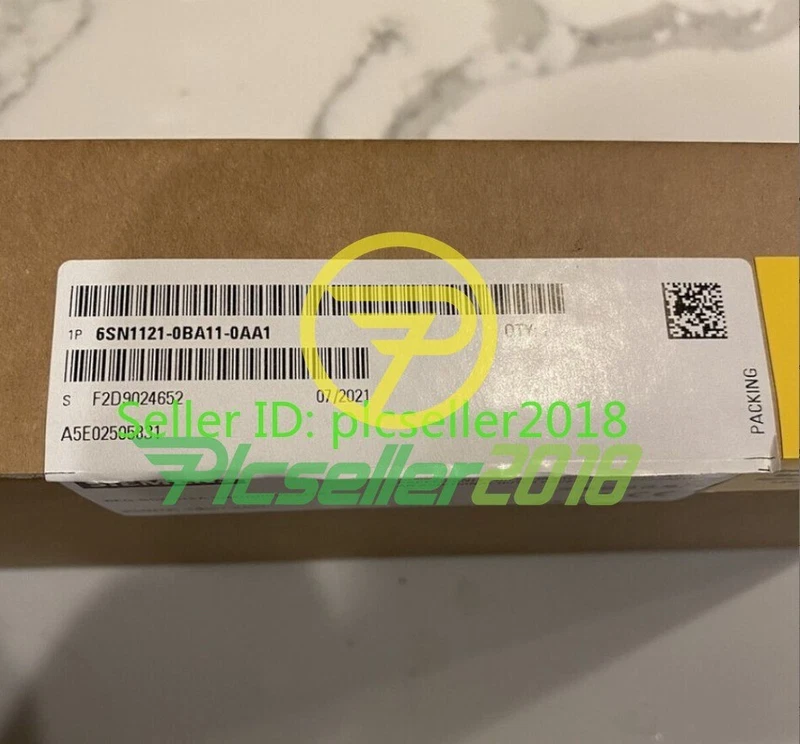 1P 6SN1121-0BA11-0AA1
QTY:
S F2D9024652 07/2021
Seller ID: plcseller2018
A5E02505831
Plcseller2018
PACKING